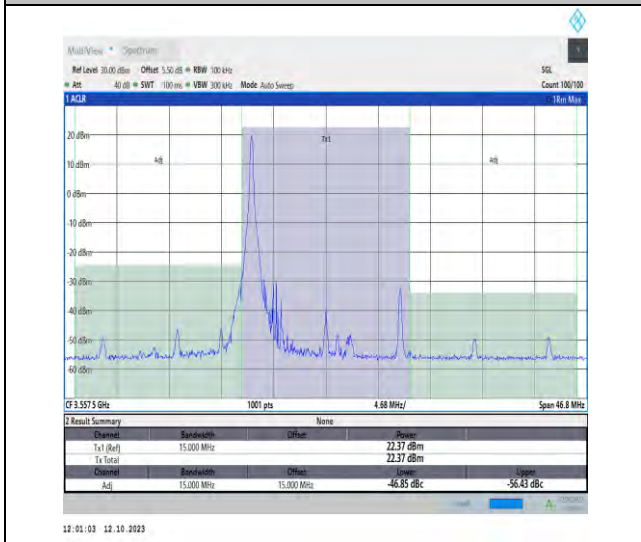 MultiView Spectrum
Ref Level 30.00 dBm Offset 5.50 dB RBW 100 kHz SGL
Att 40 dB SWT 100 ms VBW 300 kHz Mode Auto Sweep Count 100/100
1 ACLR 1Rm Max
Tx1
20 dBm
Adj Adj
10 dBm
0 dBm
-10 dBm
-20 dBm
-30 dBm
-40 dBm
-50 dBm
-60 dBm
CF 3.5575 GHz 1001 pts 4.68 MHz/ Span 46.8 MHz
2 Result Summary None
Channel Bandwidth Offset Power
Tx1 (Ref) 15.000 MHz 22.37 dBm
Tx Total 22.37 dBm
Channel Bandwidth Offset Lower Upper
Adj 15.000 MHz 15.000 MHz -46.85 dBc -56.43 dBc
12:01:03 12.10.2023